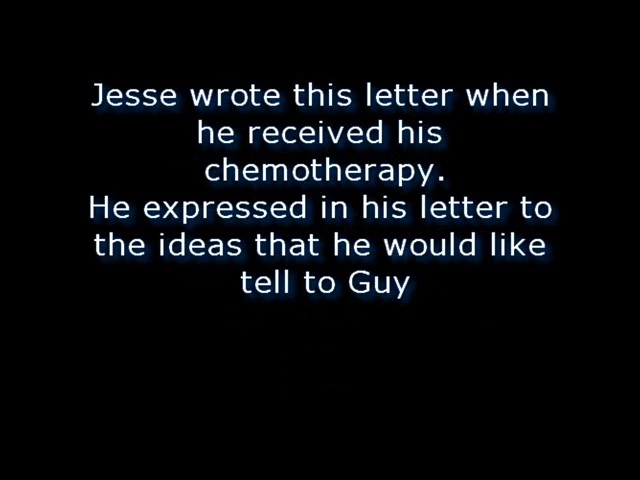 Jesse wrote this letter when
he received his
chemotherapy.
He expressed in his letter to
the ideas that he would like
tell to Guy